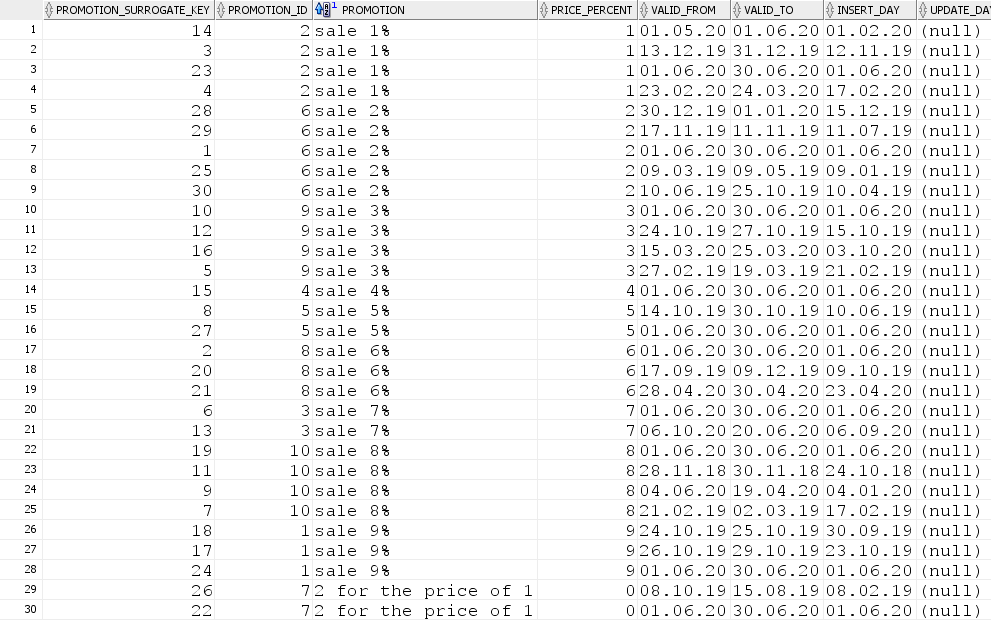 PROMOTION_SURROGATE_KEY PROMOTION_ID PROMOTION PRICE_PERCENT VALID_FROM VALID_TO INSERT_DAY UPDATE_DA
1 14 2 sale 1% 1 01.05.20 01.06.20 01.02.20 (null)
2 3 2 sale 1% 1 13.12.19 31.12.19 12.11.19 (null)
3 23 2 sale 1% 1 01.06.20 30.06.20 01.06.20 (null)
4 4 2 sale 1% 1 23.02.20 24.03.20 17.02.20 (null)
5 28 6 sale 2% 2 30.12.19 01.01.20 15.12.19 (null)
6 29 6 sale 2% 2 17.11.19 11.11.19 11.07.19 (null)
7 1 6 sale 2% 2 01.06.20 30.06.20 01.06.20 (null)
8 25 6 sale 2% 2 09.03.19 09.05.19 09.01.19 (null)
9 30 6 sale 2% 2 10.06.19 25.10.19 10.04.19 (null)
10 10 9 sale 3% 3 01.06.20 30.06.20 01.06.20 (null)
11 12 9 sale 3% 3 24.10.19 27.10.19 15.10.19 (null)
12 16 9 sale 3% 3 15.03.20 25.03.20 03.10.20 (null)
13 5 9 sale 3% 3 27.02.19 19.03.19 21.02.19 (null)
14 15 4 sale 4% 4 01.06.20 30.06.20 01.06.20 (null)
15 8 5 sale 5% 5 14.10.19 30.10.19 10.06.19 (null)
16 27 5 sale 5% 5 01.06.20 30.06.20 01.06.20 (null)
17 2 8 sale 6% 6 01.06.20 30.06.20 01.06.20 (null)
18 20 8 sale 6% 6 17.09.19 09.12.19 09.10.19 (null)
19 21 8 sale 6% 6 28.04.20 30.04.20 23.04.20 (null)
20 6 3 sale 7% 7 01.06.20 30.06.20 01.06.20 (null)
21 13 3 sale 7% 7 06.10.20 20.06.20 06.09.20 (null)
22 19 10 sale 8% 8 01.06.20 30.06.20 01.06.20 (null)
23 11 10 sale 8% 8 28.11.18 30.11.18 24.10.18 (null)
24 9 10 sale 8% 8 04.06.20 19.04.20 04.01.20 (null)
25 7 10 sale 8% 8 21.02.19 02.03.19 17.02.19 (null)
26 18 1 sale 9% 9 24.10.19 25.10.19 30.09.19 (null)
27 17 1 sale 9% 9 26.10.19 29.10.19 23.10.19 (null)
28 24 1 sale 9% 9 01.06.20 30.06.20 01.06.20 (null)
29 26 7 2 for the price of 1 0 08.10.19 15.08.19 08.02.19 (null)
30 22 7 2 for the price of 1 0 01.06.20 30.06.20 01.06.20 (null)